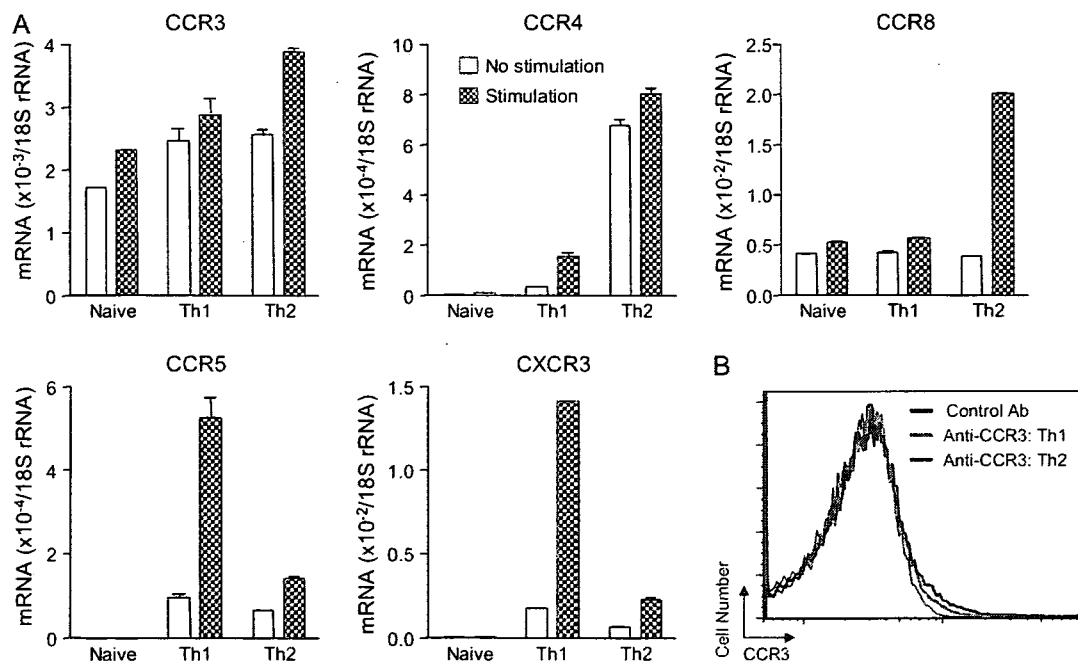 A
CCR3
mRNA (x10-3/18S rRNA)
4
3
2
1
0
Naive Th1 Th2
CCR4
mRNA (x10-4/18S rRNA)
10
8
6
4
2
0
No stimulation
Stimulation
Naive Th1 Th2
CCR8
mRNA (x10-2/18S rRNA)
2.5
2.0
1.5
1.0
0.5
0.0
Naive Th1 Th2
CCR5
mRNA (x10-4/18S rRNA)
6
4
2
0
Naive Th1 Th2
CXCR3
mRNA (x10-2/18S rRNA)
1.5
1.0
0.5
0.0
Naive Th1 Th2
B
Control Ab
Anti-CCR3: Th1
Anti-CCR3: Th2
Cell Number
CCR3